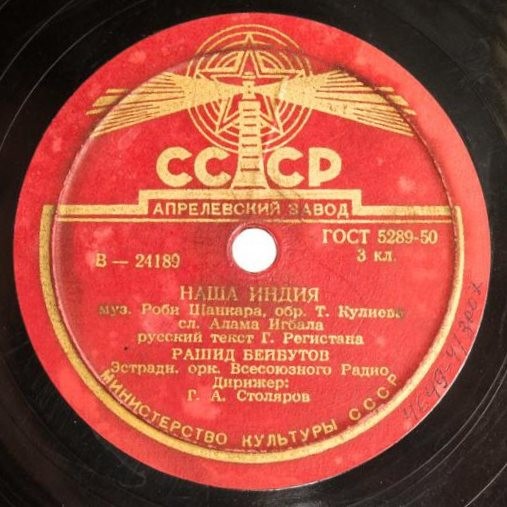 СССР
АПРЕЛЕВСКИЙ ЗАВОД
ГОСТ 5289-50
В — 24189
3 кл.
НАША ИНДИЯ
муз. Роби Шанкара, обр. Т. Кулиева
сл. Алама Игбала
русский текст Г. Регистана
РАШИД БЕЙБУТОВ
Эстрадн. орк. Всесоюзного Радио
Дирижер:
Г. А. Столяров
МИНИСТЕРСТВО КУЛЬТУРЫ СССР